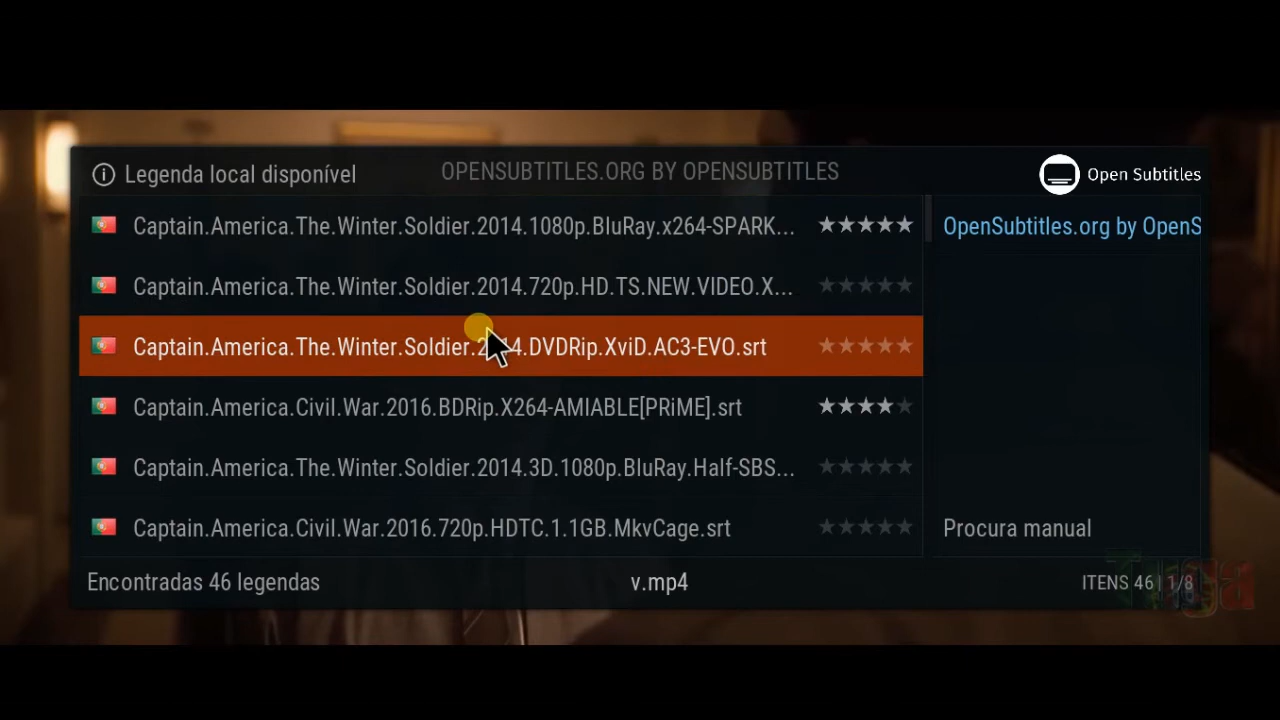 Legenda local disponível
OPENSUBTITLES.ORG BY OPENSUBTITLES
Open Subtitles
Captain.America.The.Winter.Soldier.2014.1080p.BluRay.x264-SPARK...
OpenSubtitles.org by OpenS
Captain.America.The.Winter.Soldier.2014.720p.HD.TS.NEW.VIDEO.X...
Captain.America.The.Winter.Soldier.2014.DVDRip.XviD.AC3-EVO.srt
Captain.America.Civil.War.2016.BDRip.X264-AMIABLE[PRiME].srt
Captain.America.The.Winter.Soldier.2014.3D.1080p.BluRay.Half-SBS...
Captain.America.Civil.War.2016.720p.HDTC.1.1GB.MkvCage.srt
Procura manual
Encontradas 46 legendas
v.mp4
ITENS 46 | 1/8
Tuga